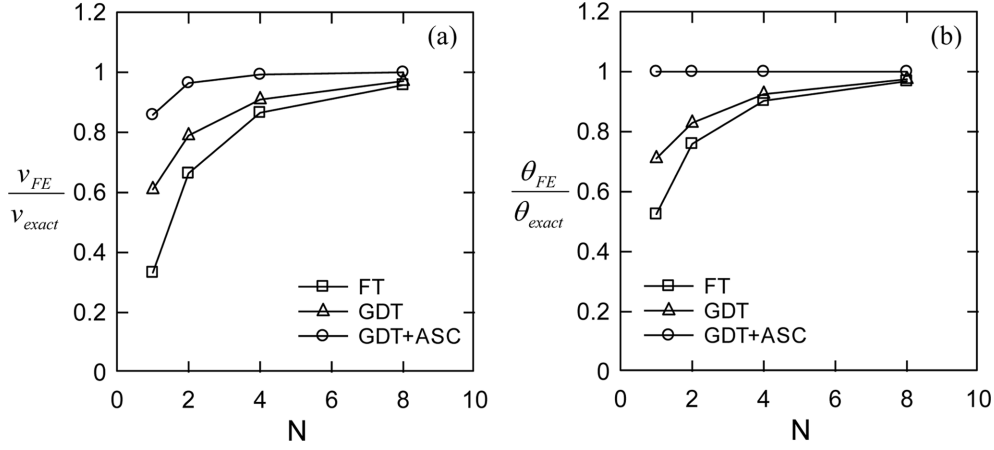 1.2
(a)
1
0.8
0.6
0.4
0.2
0
v_FE
v_exact
FT
GDT
GDT+ASC
0 2 4 6 8 10
N
1.2
(b)
1
0.8
0.6
0.4
0.2
0
θ_FE
θ_exact
FT
GDT
GDT+ASC
0 2 4 6 8 10
N